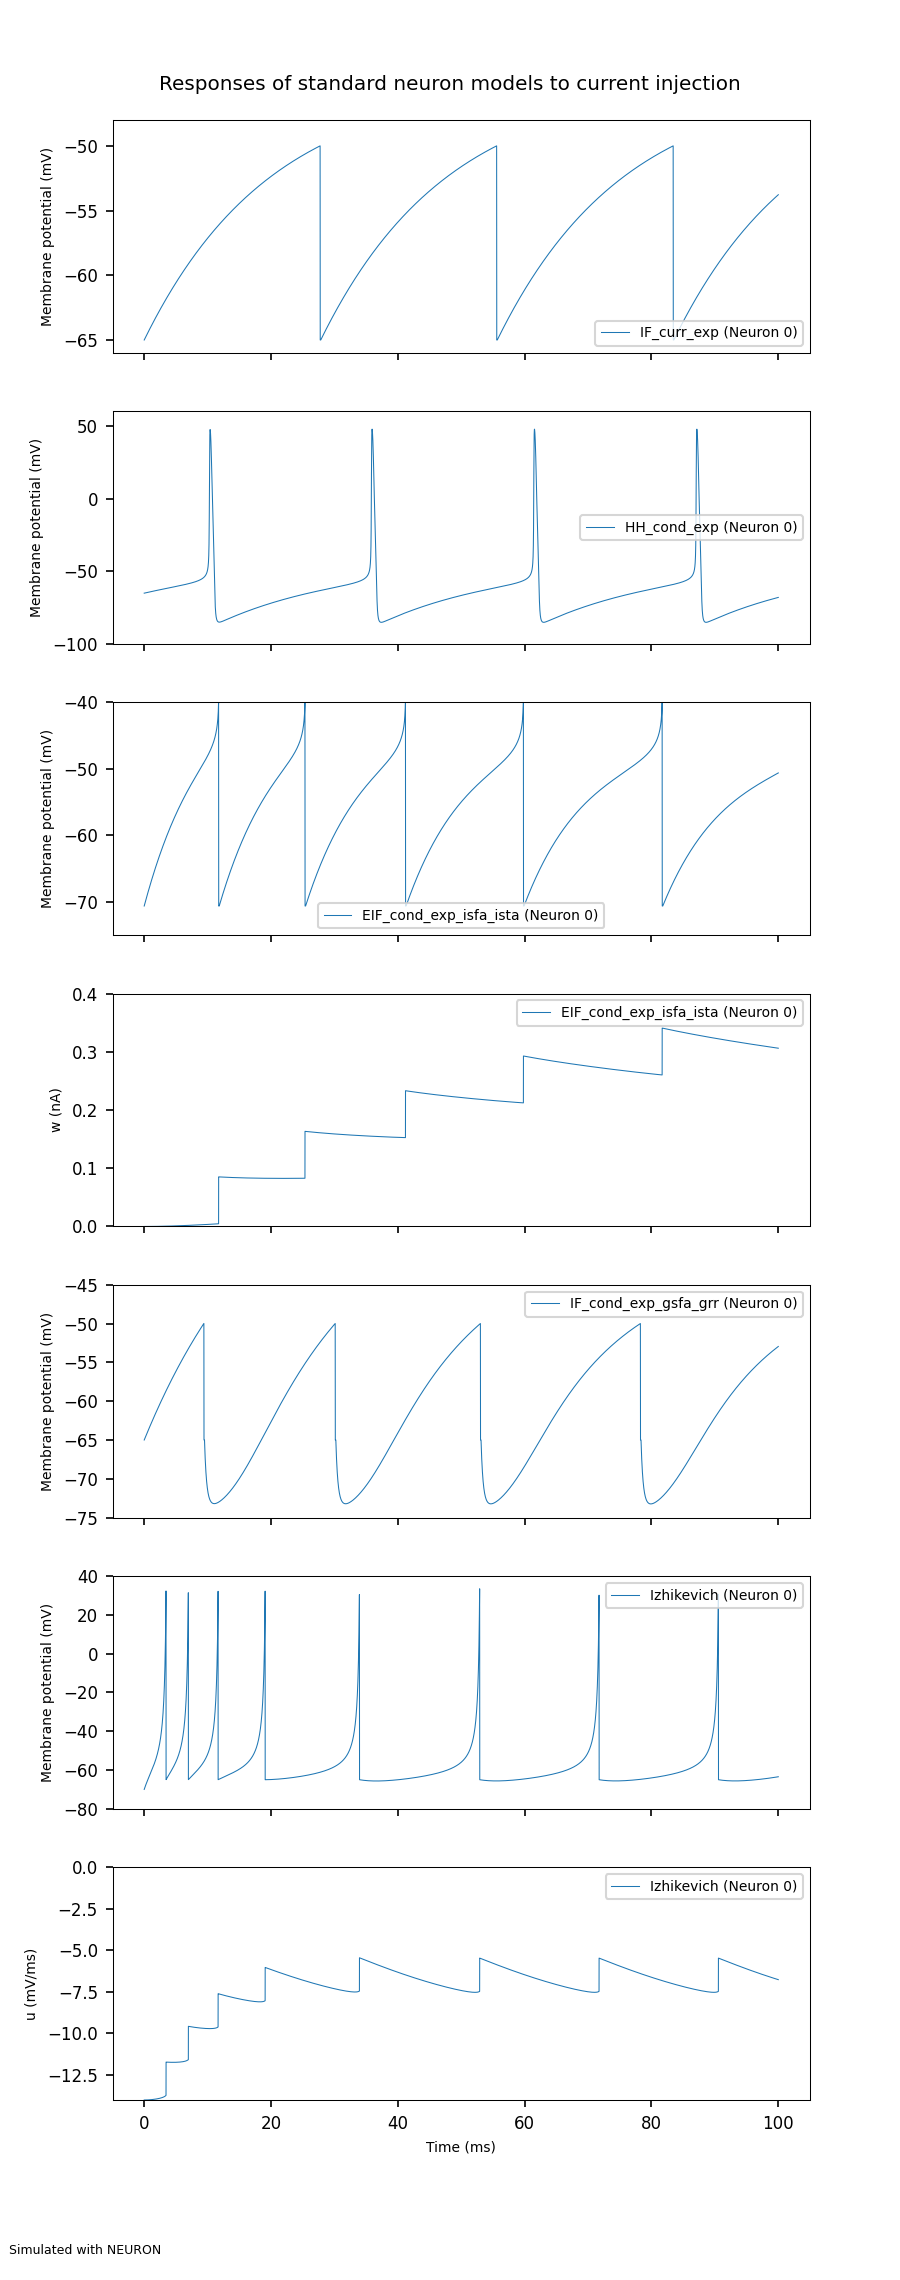 Responses of standard neuron models to current injection
−50
−55
−60
−65
Membrane potential (mV)
IF_curr_exp (Neuron 0)
50
0
−50
−100
Membrane potential (mV)
HH_cond_exp (Neuron 0)
−40
−50
−60
−70
Membrane potential (mV)
EIF_cond_exp_isfa_ista (Neuron 0)
0.4
0.3
0.2
0.1
0.0
w (nA)
EIF_cond_exp_isfa_ista (Neuron 0)
−45
−50
−55
−60
−65
−70
−75
Membrane potential (mV)
IF_cond_exp_gsfa_grr (Neuron 0)
40
20
0
−20
−40
−60
−80
Membrane potential (mV)
Izhikevich (Neuron 0)
0.0
−2.5
−5.0
−7.5
−10.0
−12.5
u (mV/ms)
Izhikevich (Neuron 0)
0 20 40 60 80 100
Time (ms)
Simulated with NEURON